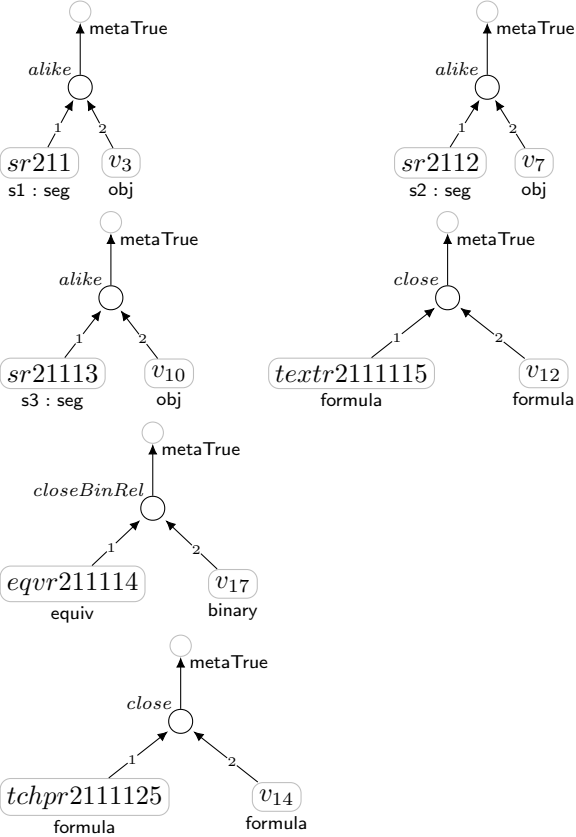 metaTrue metaTrue
alike alike
1 2 1 2
sr211 v₃ sr2112 v₇
s1 : seg obj s2 : seg obj
metaTrue metaTrue
alike close
1 2 1 2
sr21113 v₁₀ textr2111115 v₁₂
s3 : seg obj formula formula
metaTrue
closeBinRel
1 2
eqvr211114 v₁₇
equiv binary
metaTrue
close
1 2
tchpr2111125 v₁₄
formula formula